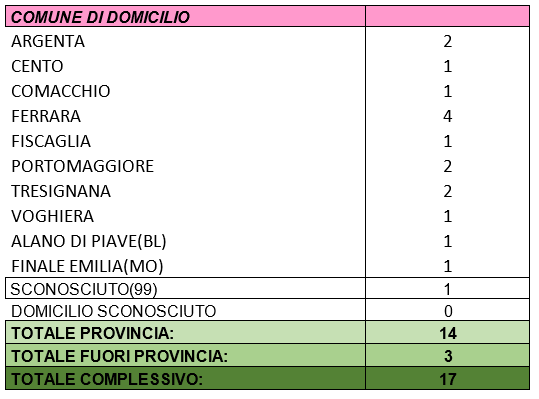 COMUNE DI DOMICILIO
ARGENTA 2
CENTO 1
COMACCHIO 1
FERRARA 4
FISCAGLIA 1
PORTOMAGGIORE 2
TRESIGNANA 2
VOGHIERA 1
ALANO DI PIAVE(BL) 1
FINALE EMILIA(MO) 1
SCONOSCIUTO(99) 1
DOMICILIO SCONOSCIUTO 0
TOTALE PROVINCIA: 14
TOTALE FUORI PROVINCIA: 3
TOTALE COMPLESSIVO: 17